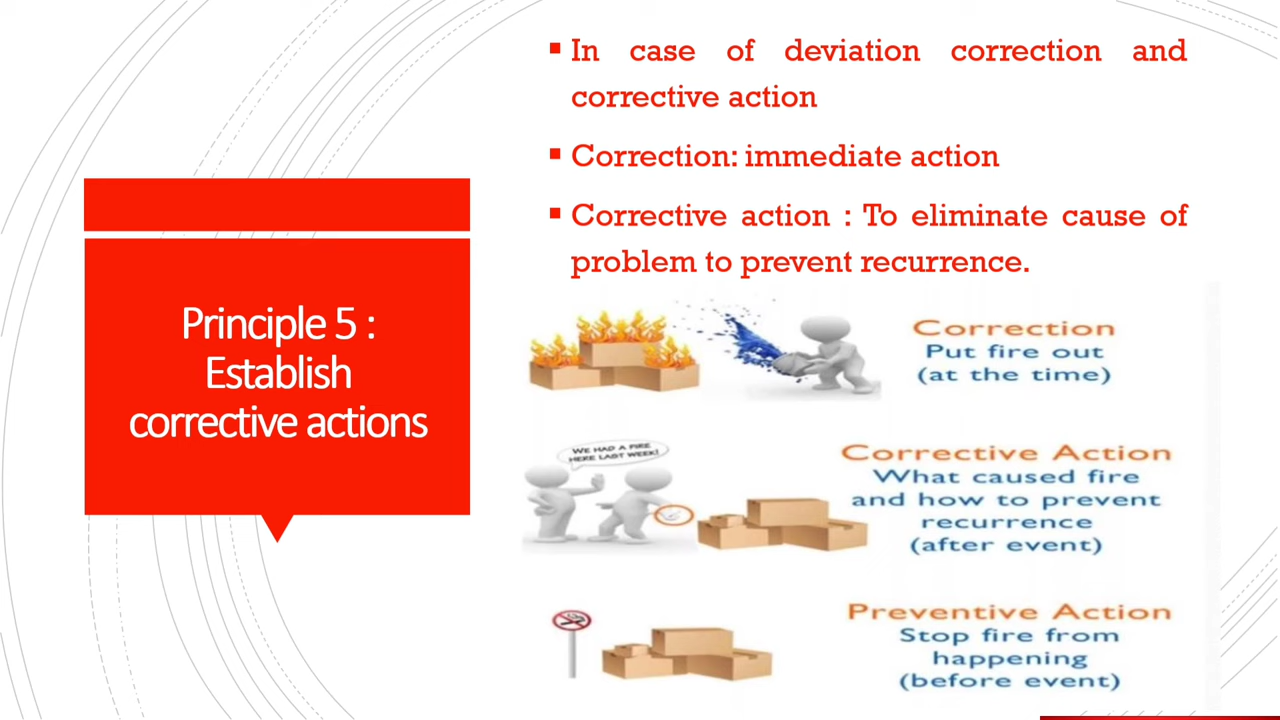 Principle 5 :
Establish
corrective actions
▪ In case of deviation correction and
corrective action
▪ Correction: immediate action
▪ Corrective action : To eliminate cause of
problem to prevent recurrence.
Correction
Put fire out
(at the time)
WE HAD A FIRE
HERE LAST WEEK!
Corrective Action
What caused fire
and how to prevent
recurrence
(after event)
Preventive Action
Stop fire from
happening
(before event)